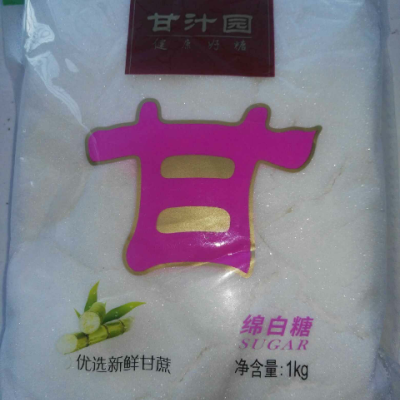 甘汁园
甘
绵白糖
SUGAR
优选新鲜甘蔗
净含量:1kg